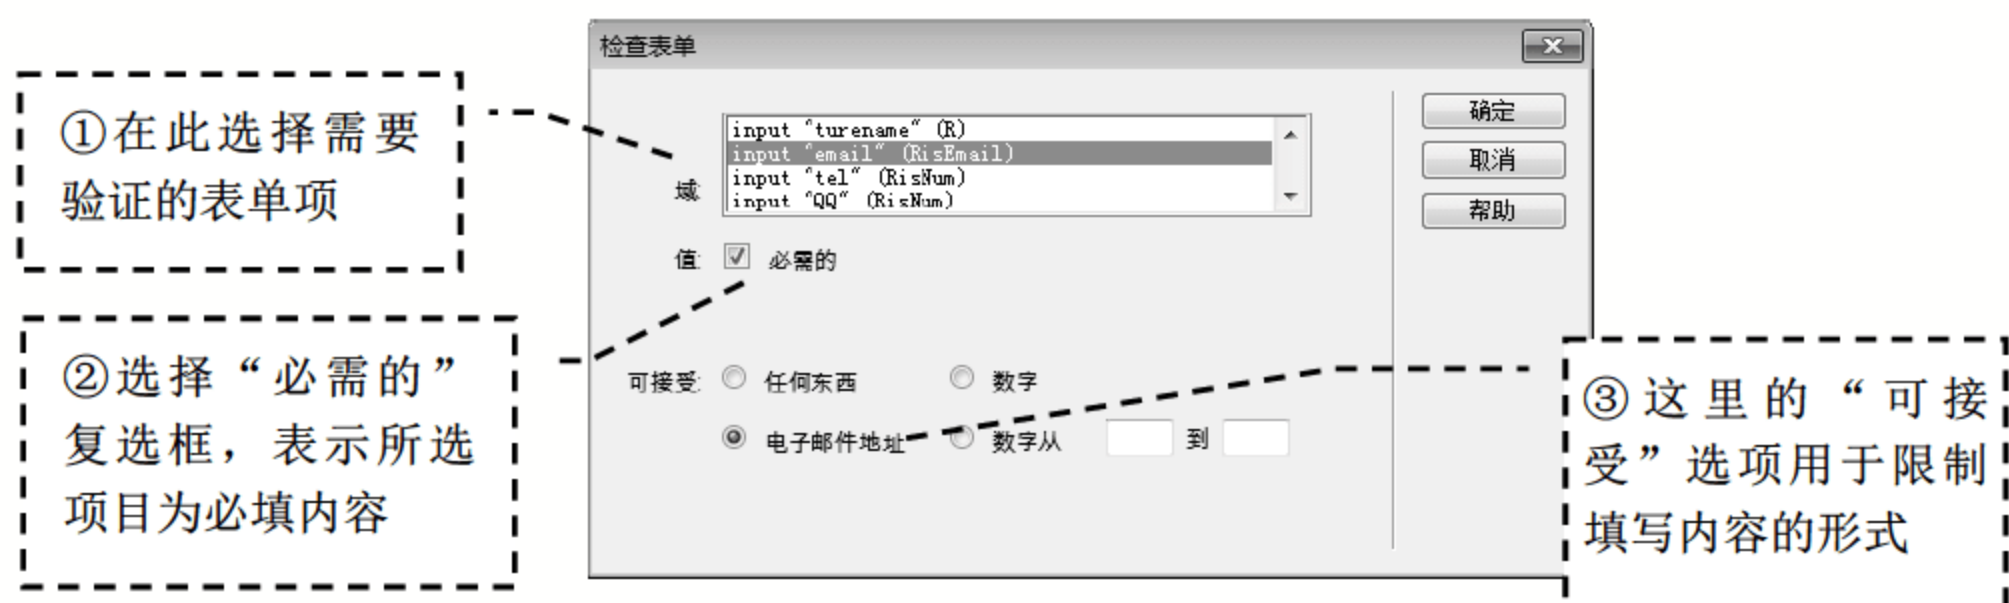 检查表单
①在此选择需要
验证的表单项
input "turename" (R)
input "email" (RisEmail)
input "tel" (RisNum)
input "QQ" (RisNum)
域:
确定
取消
帮助
值: 必需的
②选择“必需的”
复选框，表示所选
项目为必填内容
可接受: 任何东西 数字
电子邮件地址 数字从 到
③这里的“可接
受”选项用于限制
填写内容的形式